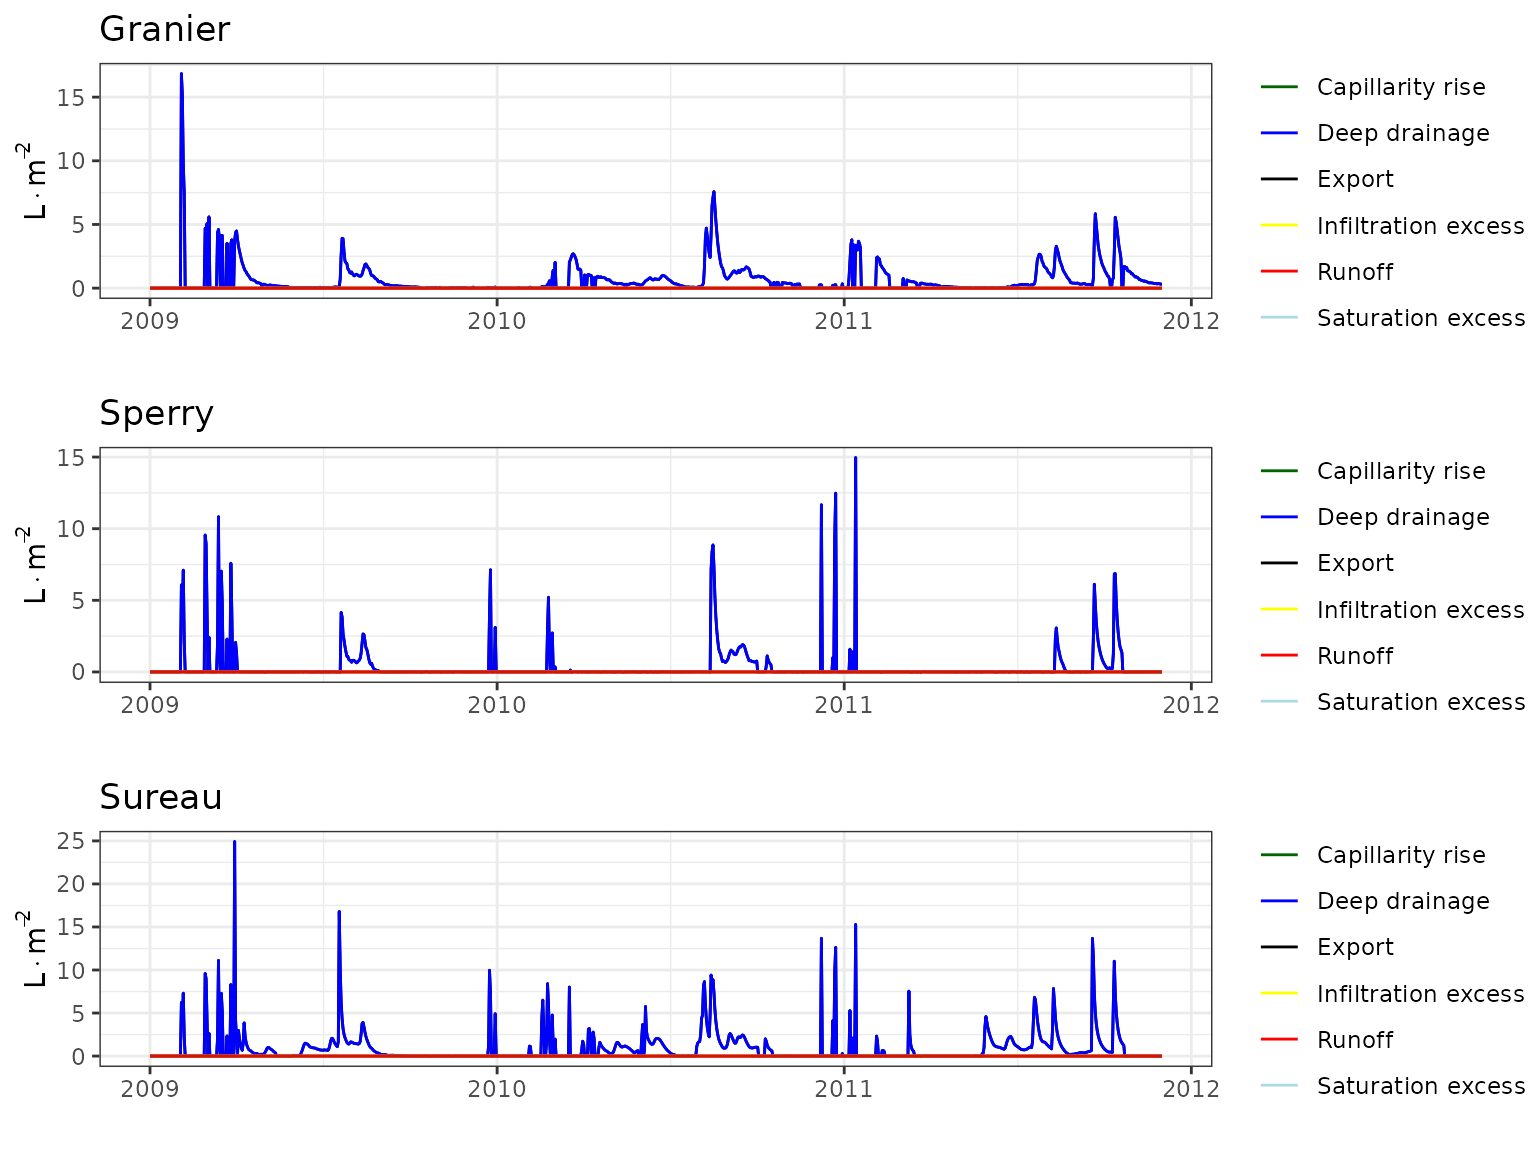 Granier
L · m⁻²
15
10
5
0
2009 2010 2011 2012
Capillarity rise
Deep drainage
Export
Infiltration excess
Runoff
Saturation excess
Sperry
L · m⁻²
15
10
5
0
2009 2010 2011 2012
Capillarity rise
Deep drainage
Export
Infiltration excess
Runoff
Saturation excess
Sureau
L · m⁻²
25
20
15
10
5
0
2009 2010 2011 2012
Capillarity rise
Deep drainage
Export
Infiltration excess
Runoff
Saturation excess